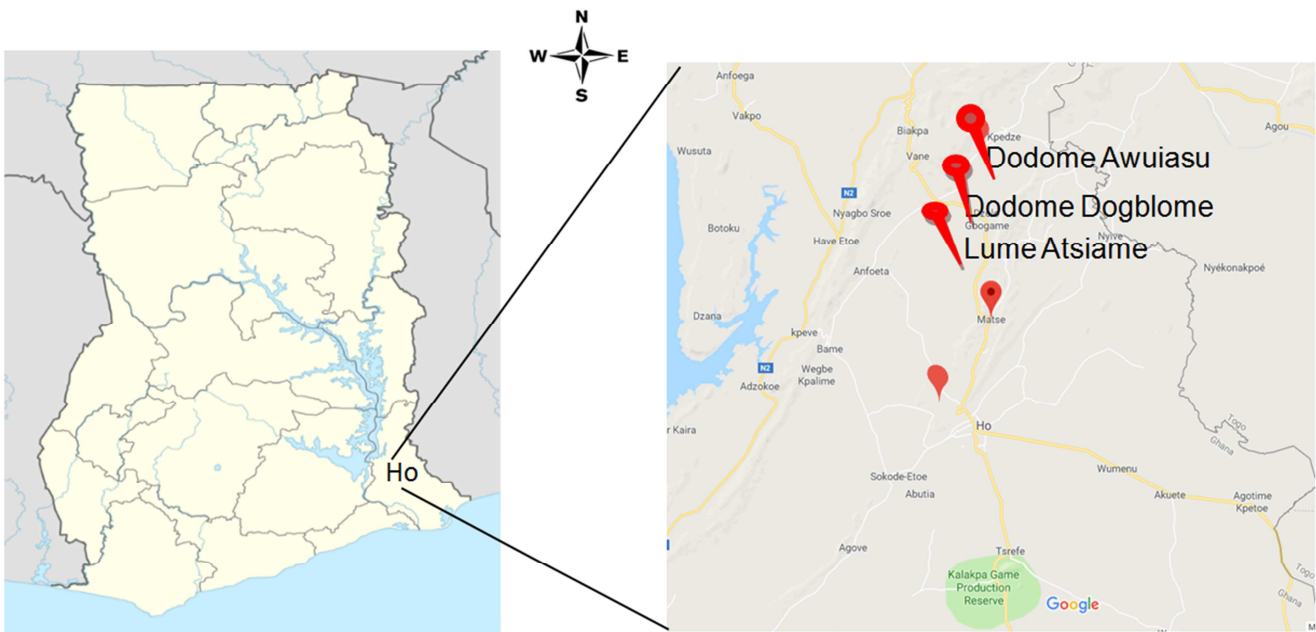 N
W E
S
Ho
Anfoega
Vakpo
Agou
Biakpa
Kpedze
Wusuta
Vane
Dodome Awuiasu
N2
Nyagbo Sroe
Dodome Dogblome
Gbogame
Botoku
Have Etoe
Nyive
Lume Atsiame
Anfoeta
Nyékonakpoé
Dzana
Matse
kpeve
Bame
N2
Wegbe
Kpalime
Adzokoe
r Kaira
Togo
Ghana
Ho
Wumenu
Sokode-Etoe
Abutia
Akuete
Agotime
Kpetoe
Agove
Tsrefe
Kalakpa Game
Production
Reserve
Google
Togo
Ghana